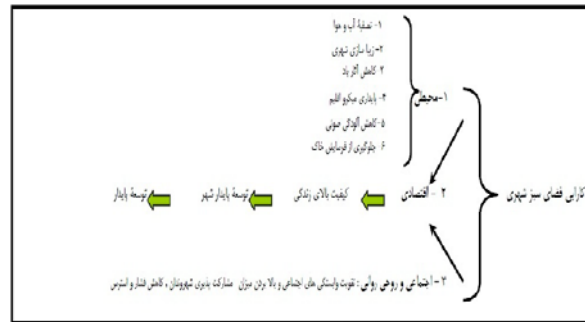 ۱- تصفیه آب و هوا
۲- زیبا سازی شهری
۳ کاهش آثار باد
۱-محیطی
۴- پایداری میکرو اقلیم
۵-کاهش آلودگی صوتی
۶ جلوگیری از فرسایش خاک
کارایی فضای سبز شهری
۲ - اقتصادی
کیفیت بالای زندگی
توسعۀ پایدار شهر
توسعۀ پایدار
۳- اجتماعی و روحی روانی : تقویت وابستگی های اجتماعی و بالا بردن میزان مشارکت پذیری شهروندان ، کاهش فشار و استرس